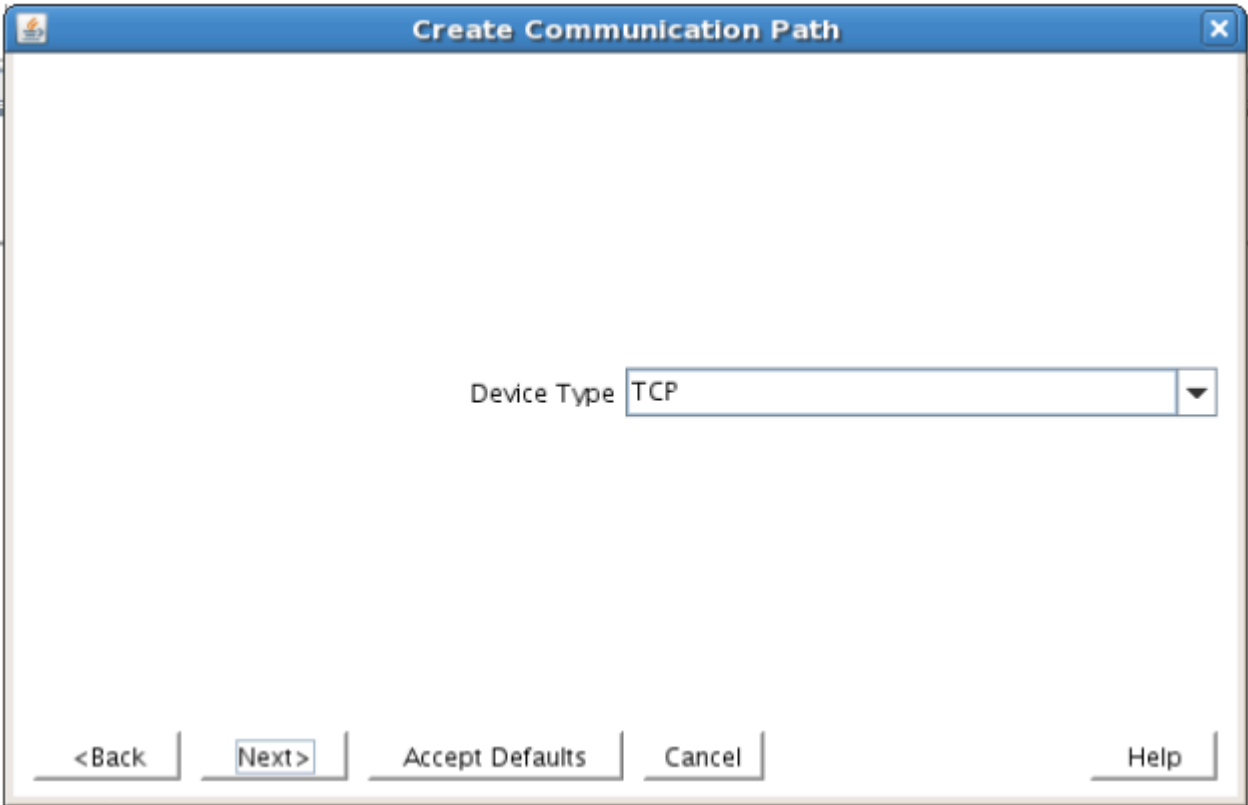 Create Communication Path
Device Type TCP
<Back Next> Accept Defaults Cancel Help